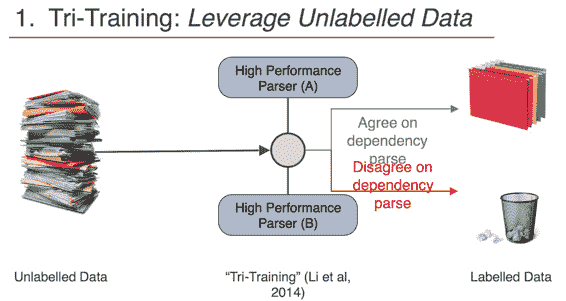 1. Tri-Training: Leverage Unlabelled Data
High Performance
Parser (A)
Agree on
dependency
parse
Disagree on
dependency
parse
High Performance
Parser (B)
Unlabelled Data
“Tri-Training” (Li et al,
2014)
Labelled Data